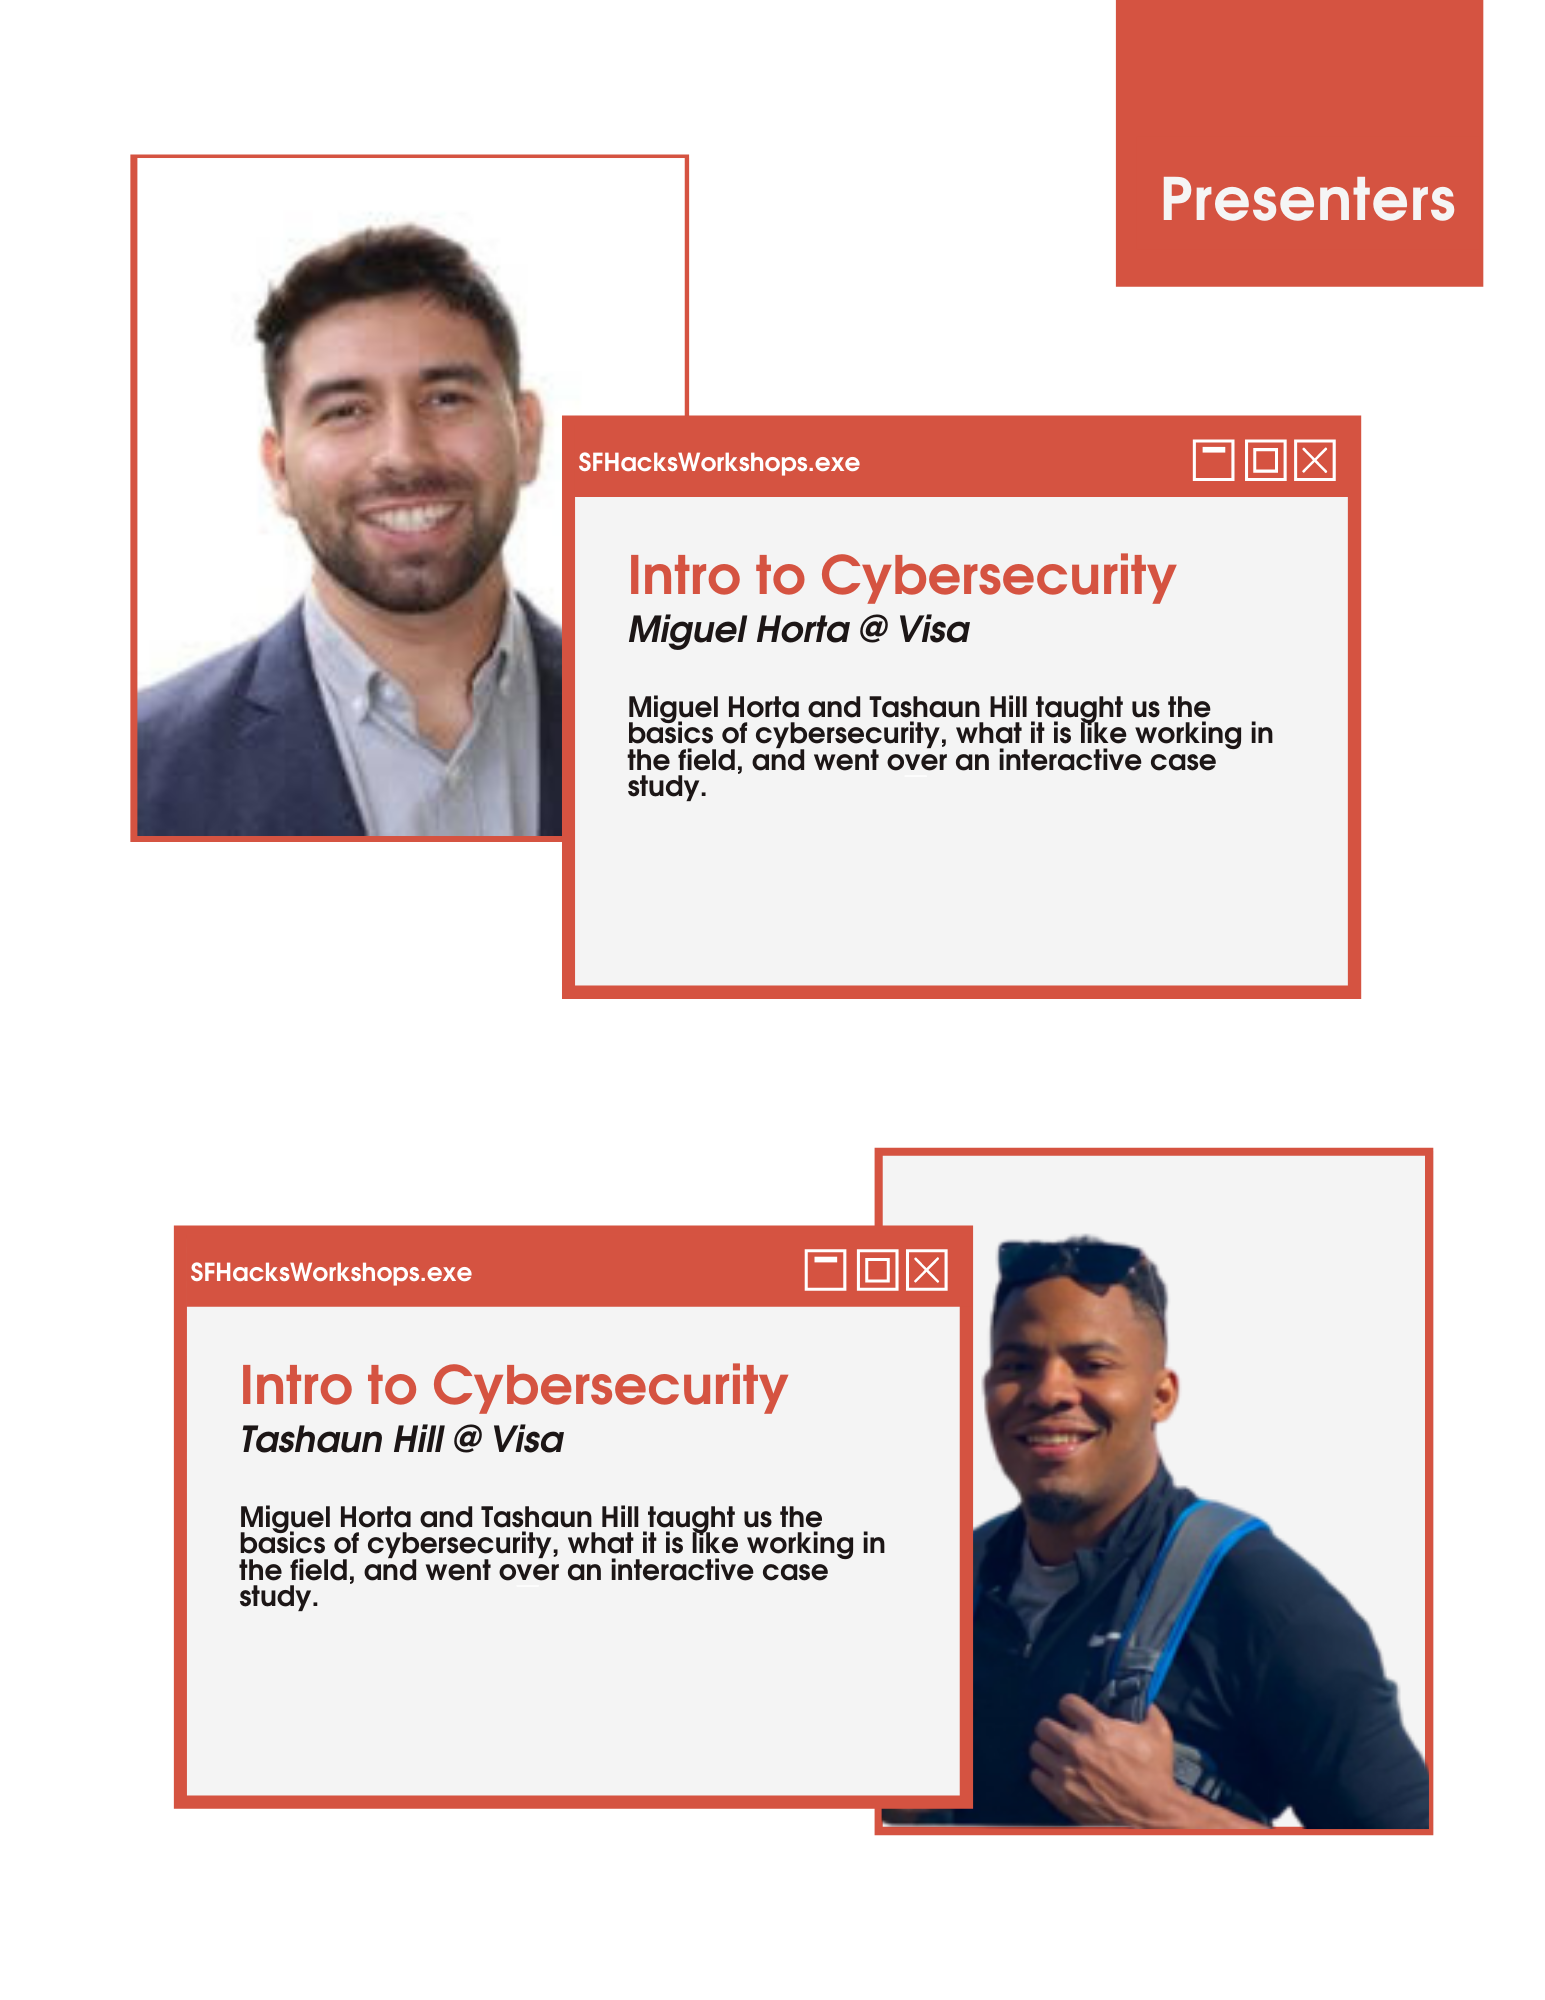 Presenters
SFHacksWorkshops.exe
Intro to Cybersecurity
Miguel Horta @ Visa
Miguel Horta and Tashaun Hill taught us the
basics of cybersecurity, what it is like working in
the field, and went over an interactive case
study.
SFHacksWorkshops.exe
Intro to Cybersecurity
Tashaun Hill @ Visa
Miguel Horta and Tashaun Hill taught us the
basics of cybersecurity, what it is like working in
the field, and went over an interactive case
study.